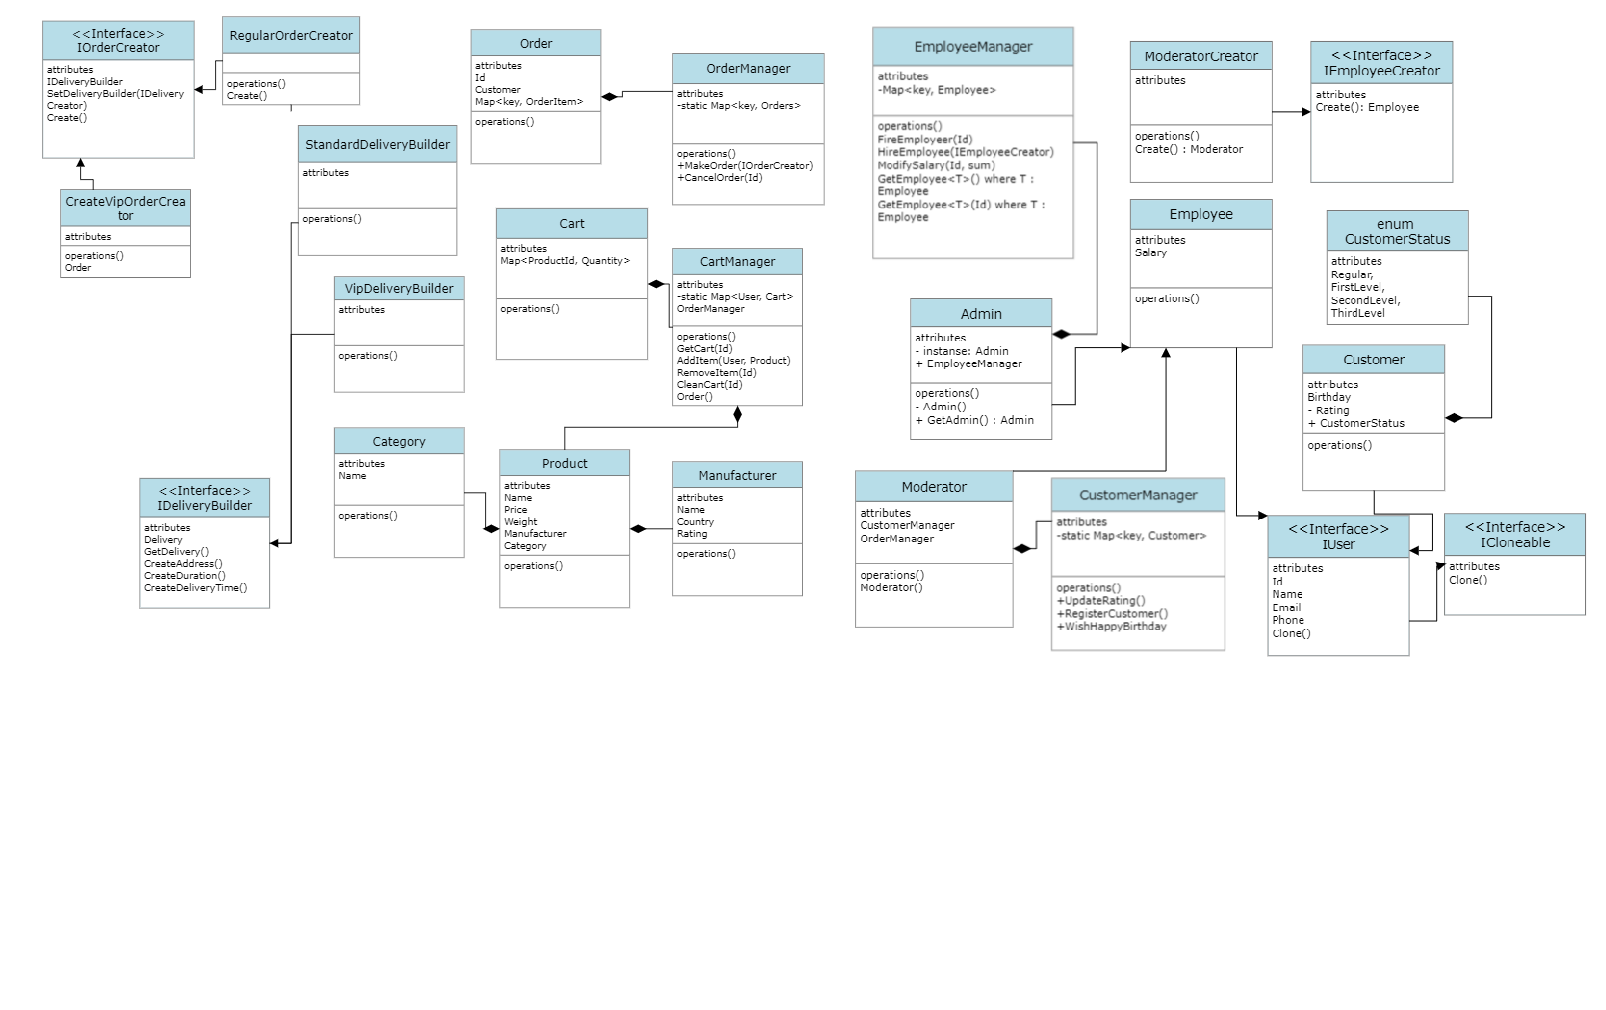 <<Interface>>
IOrderCreator
attributes
IDeliveryBuilder
SetDeliveryBuilder(IDelivery
Creator)
Create()
RegularOrderCreator
operations()
Create()
CreateVipOrderCrea
tor
attributes
operations()
Order
StandardDeliveryBuilder
attributes
operations()
VipDeliveryBuilder
attributes
operations()
Category
attributes
Name
operations()
<<Interface>>
IDeliveryBuilder
attributes
Delivery
GetDelivery()
CreateAddress()
CreateDuration()
CreateDeliveryTime()
Order
attributes
Id
Customer
Map<key, OrderItem>
operations()
OrderManager
attributes
-static Map<key, Orders>
operations()
+MakeOrder(IOrderCreator)
+CancelOrder(Id)
Cart
attributes
Map<ProductId, Quantity>
operations()
CartManager
attributes
-static Map<User, Cart>
OrderManager
operations()
GetCart(Id)
AddItem(User, Product)
RemoveItem(Id)
CleanCart(Id)
Order()
Product
attributes
Name
Price
Weight
Manufacturer
Category
operations()
Manufacturer
attributes
Name
Country
Rating
operations()
EmployeeManager
attributes
-Map<key, Employee>
operations()
FireEmployeer(Id)
HireEmployee(IEmployeeCreator)
ModifySalary(Id, sum)
GetEmployee<T>() where T :
Employee
GetEmployee<T>(Id) where T :
Employee
ModeratorCreator
attributes
operations()
Create() : Moderator
<<Interface>>
IEmployeeCreator
attributes
Create(): Employee
Employee
attributes
Salary
operations()
enum
CustomerStatus
attributes
Regular,
FirstLevel,
SecondLevel,
ThirdLevel
Admin
attributes
- instanse: Admin
+ EmployeeManager
operations()
- Admin()
+ GetAdmin() : Admin
Customer
attributes
Birthday
- Rating
+ CustomerStatus
operations()
Moderator
attributes
CustomerManager
OrderManager
operations()
Moderator()
CustomerManager
attributes
-static Map<key, Customer>
operations()
+UpdateRating()
+RegisterCustomer()
+WishHappyBirthday
<<Interface>>
IUser
attributes
Id
Name
Email
Phone
Clone()
<<Interface>>
ICloneable
attributes
Clone()